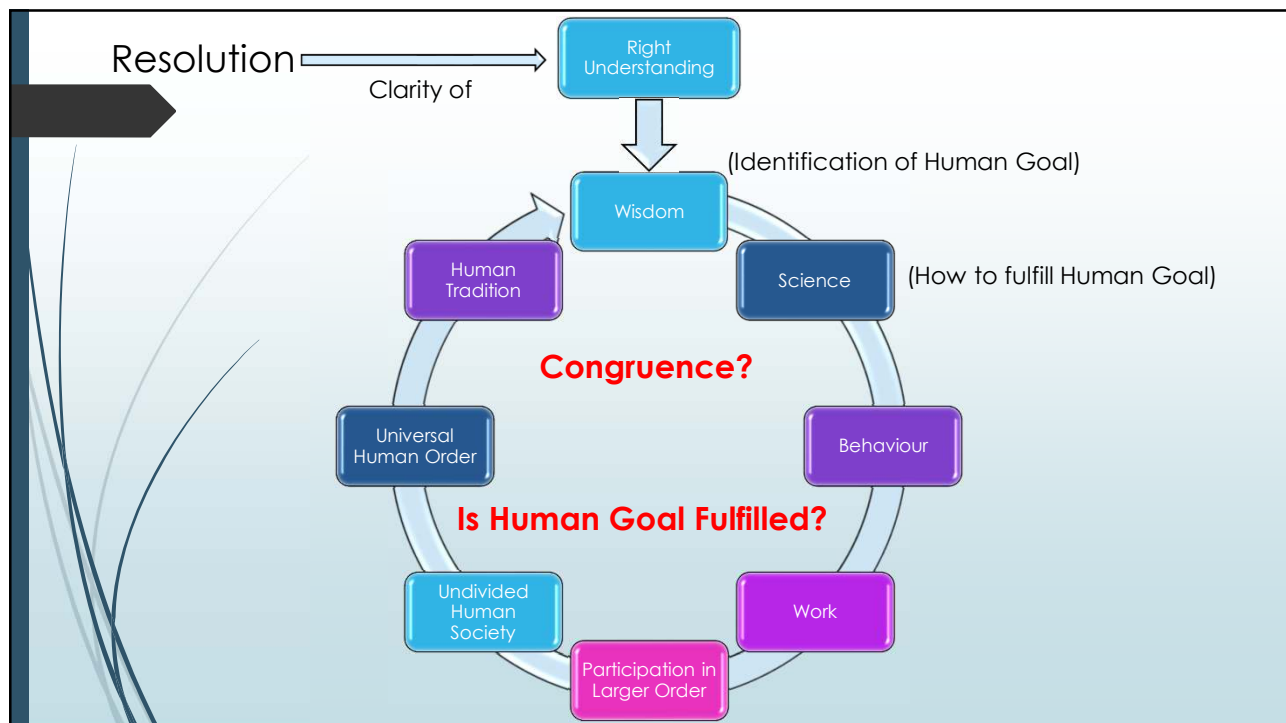 Resolution
Clarity of
Right
Understanding
(Identification of Human Goal)
Wisdom
Science
(How to fulfill Human Goal)
Behaviour
Work
Participation in
Larger Order
Undivided
Human
Society
Universal
Human Order
Human
Tradition
Congruence?
Is Human Goal Fulfilled?